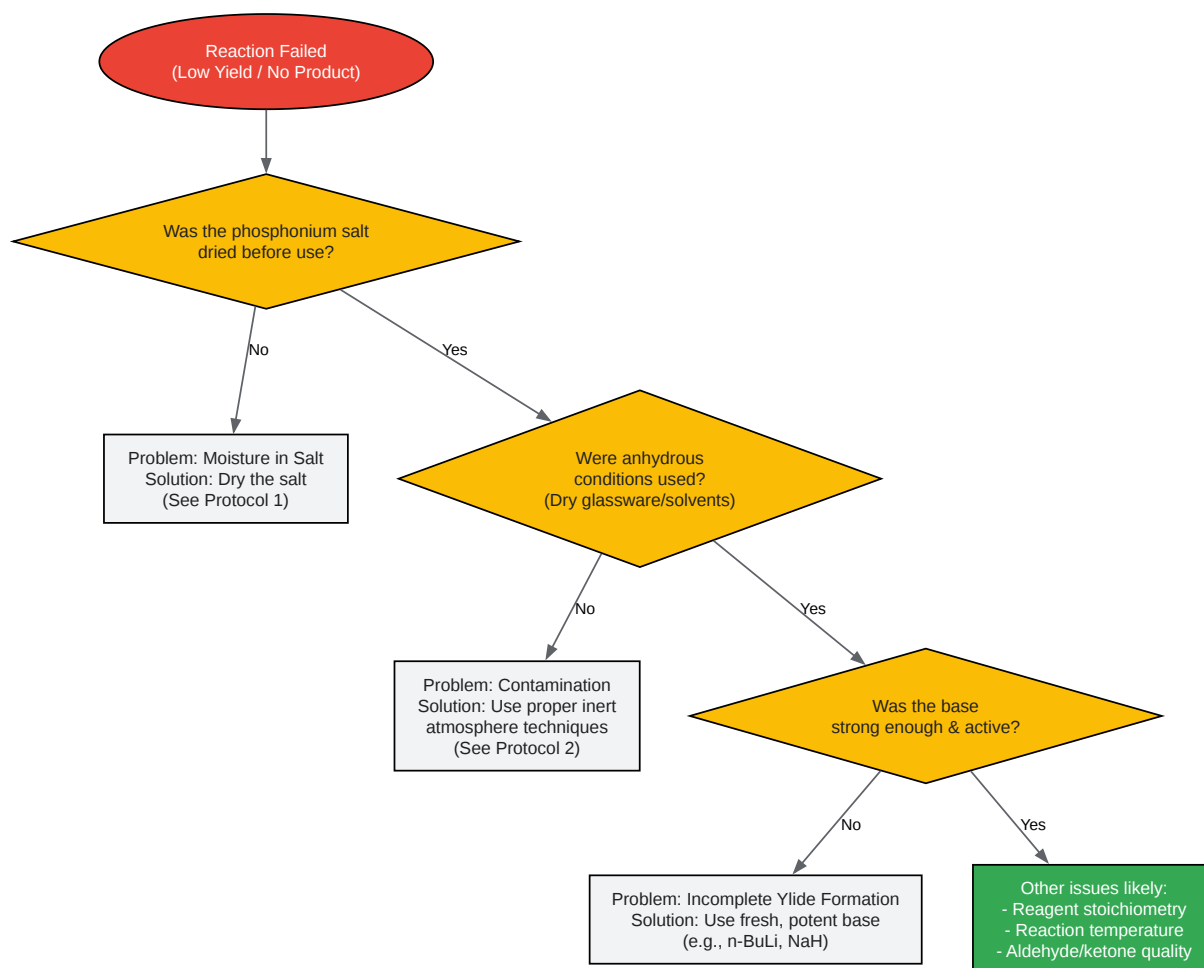 Reaction Failed
(Low Yield / No Product)
Was the phosphonium salt
dried before use?
No
Yes
Problem: Moisture in Salt
Solution: Dry the salt
(See Protocol 1)
Were anhydrous
conditions used?
(Dry glassware/solvents)
No
Yes
Problem: Contamination
Solution: Use proper inert
atmosphere techniques
(See Protocol 2)
Was the base
strong enough & active?
No
Yes
Problem: Incomplete Ylide Formation
Solution: Use fresh, potent base
(e.g., n-BuLi, NaH)
Other issues likely:
- Reagent stoichiometry
- Reaction temperature
- Aldehyde/ketone quality